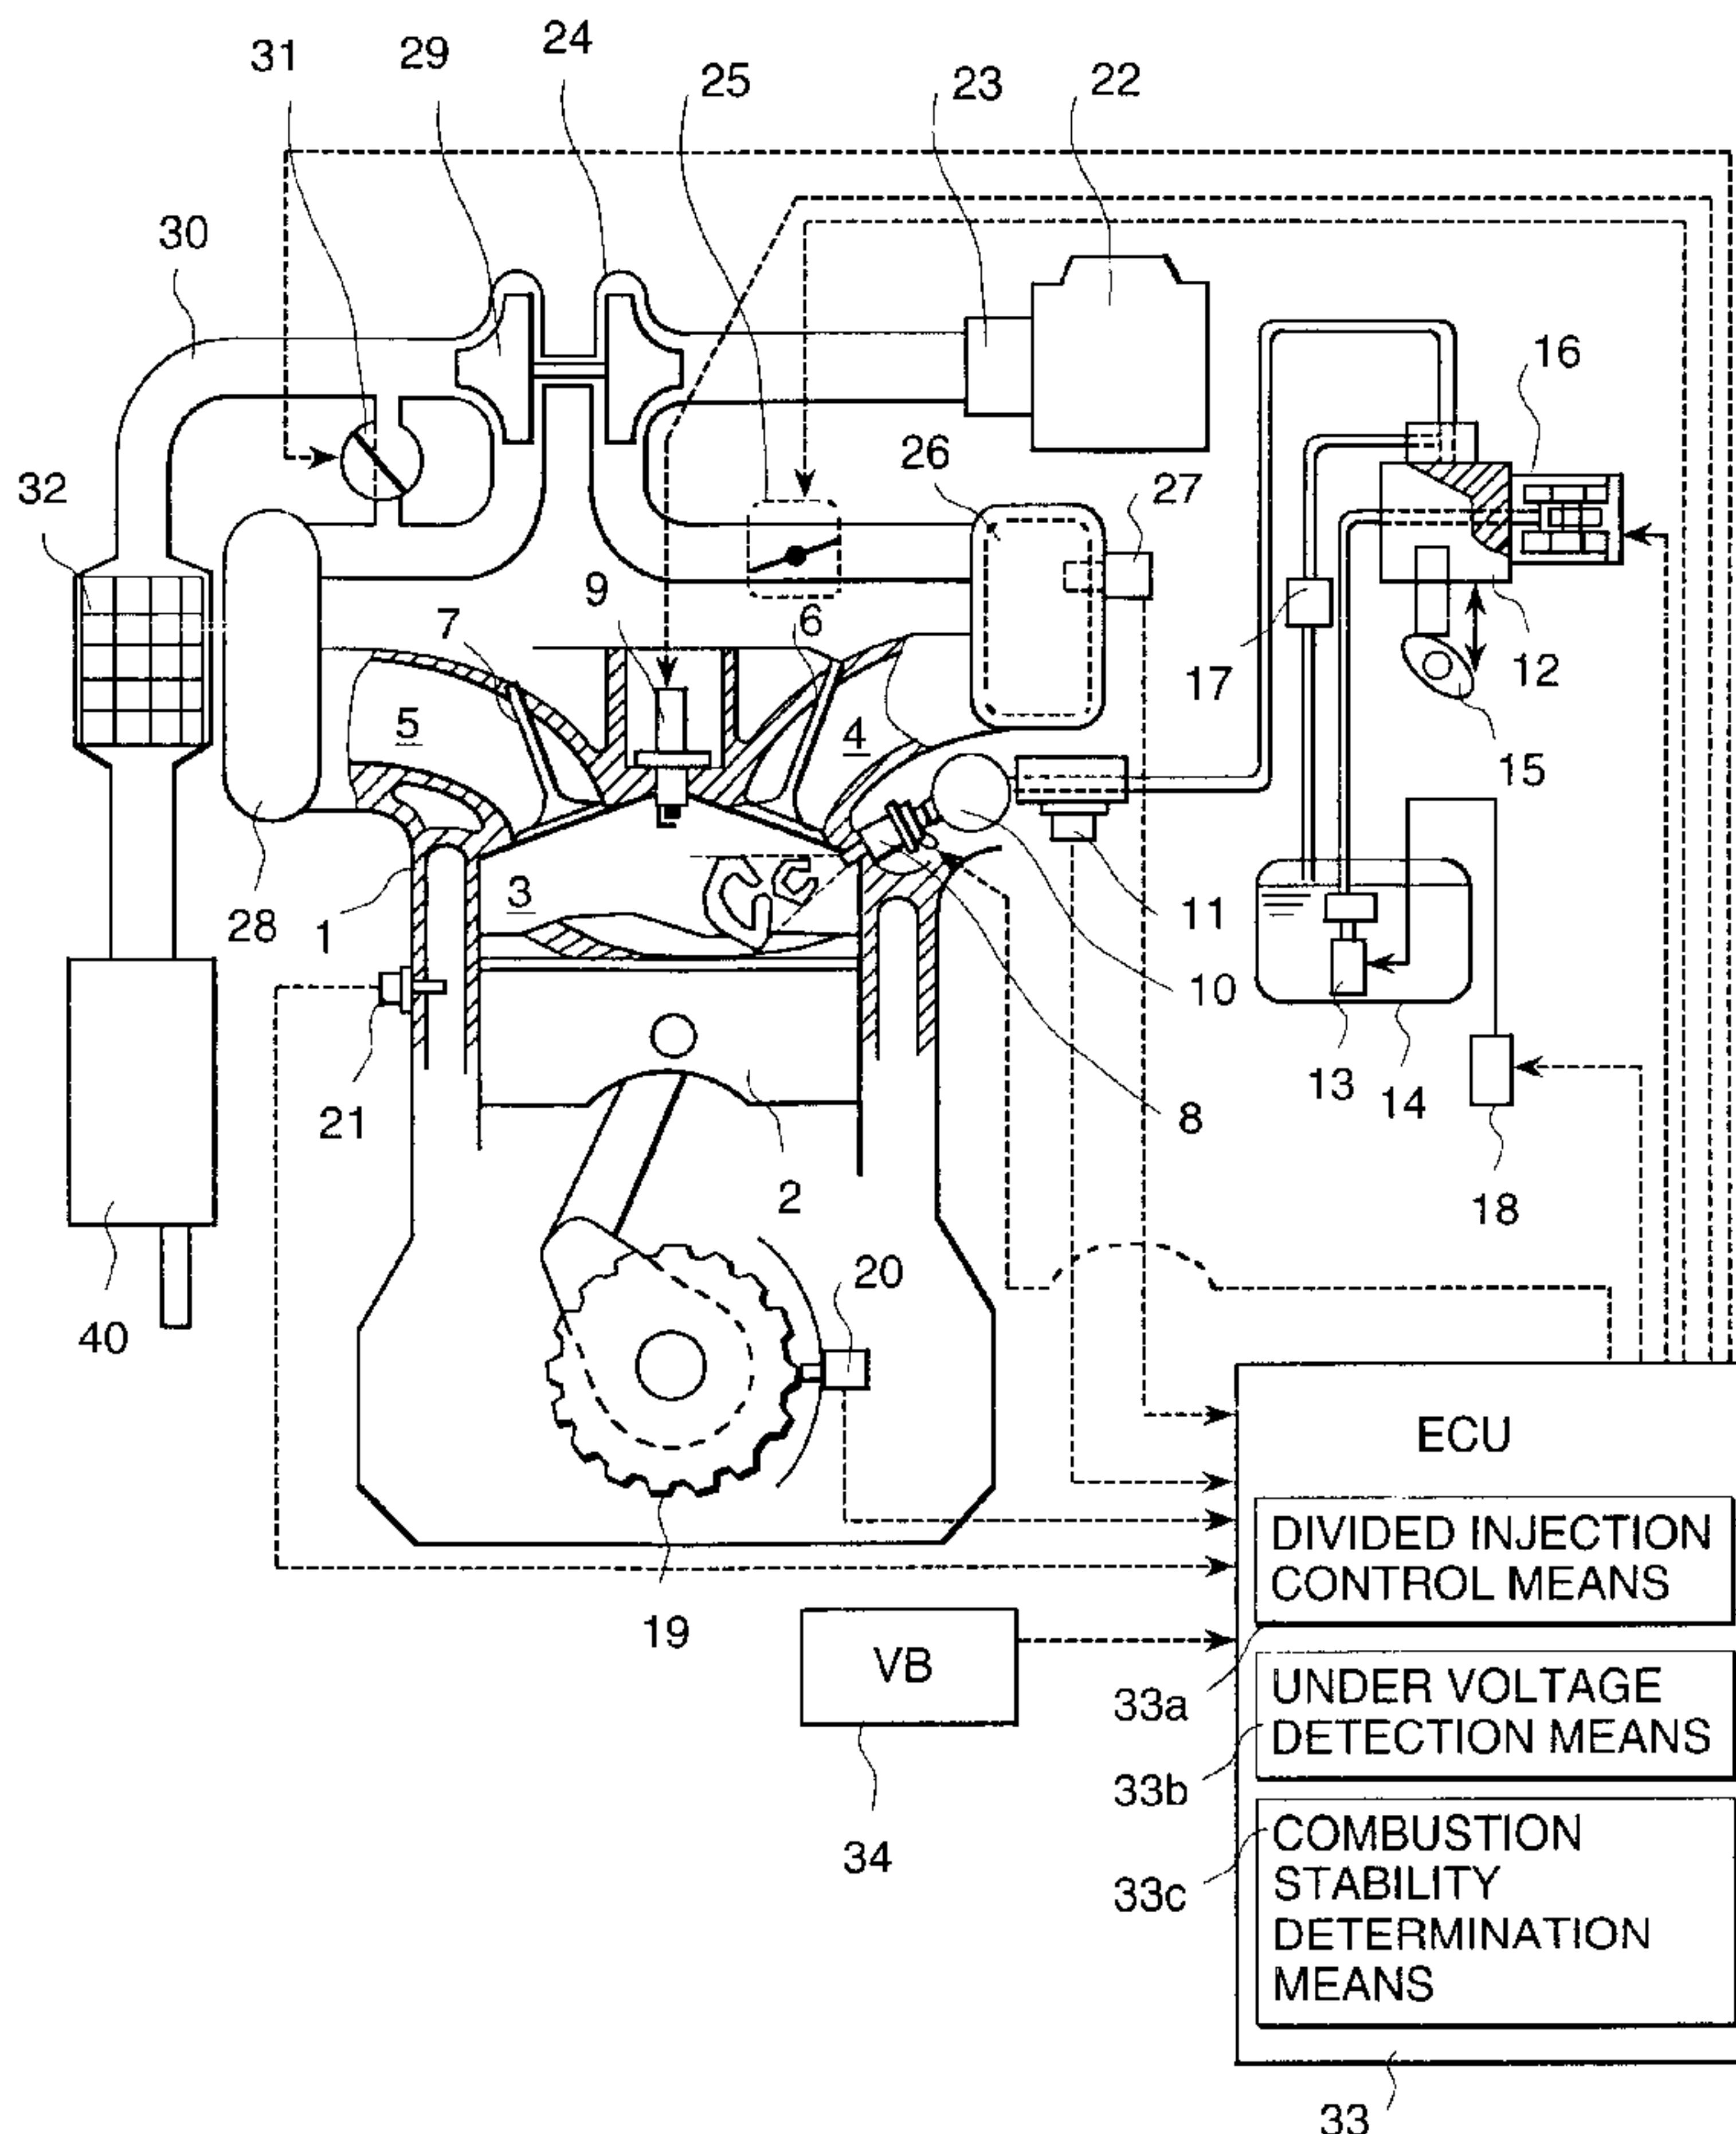 24
29
31
25
23
22
30
16
26
27
32
9
6
7
17
12
5
4
15
3
11
28
1
10
13
14
8
21
2
18
20
40
ECU
DIVIDED INJECTION
CONTROL MEANS
19
VB
33a
UNDER VOLTAGE
DETECTION MEANS
33b
34
COMBUSTION
STABILITY
DETERMINATION
MEANS
33c
33